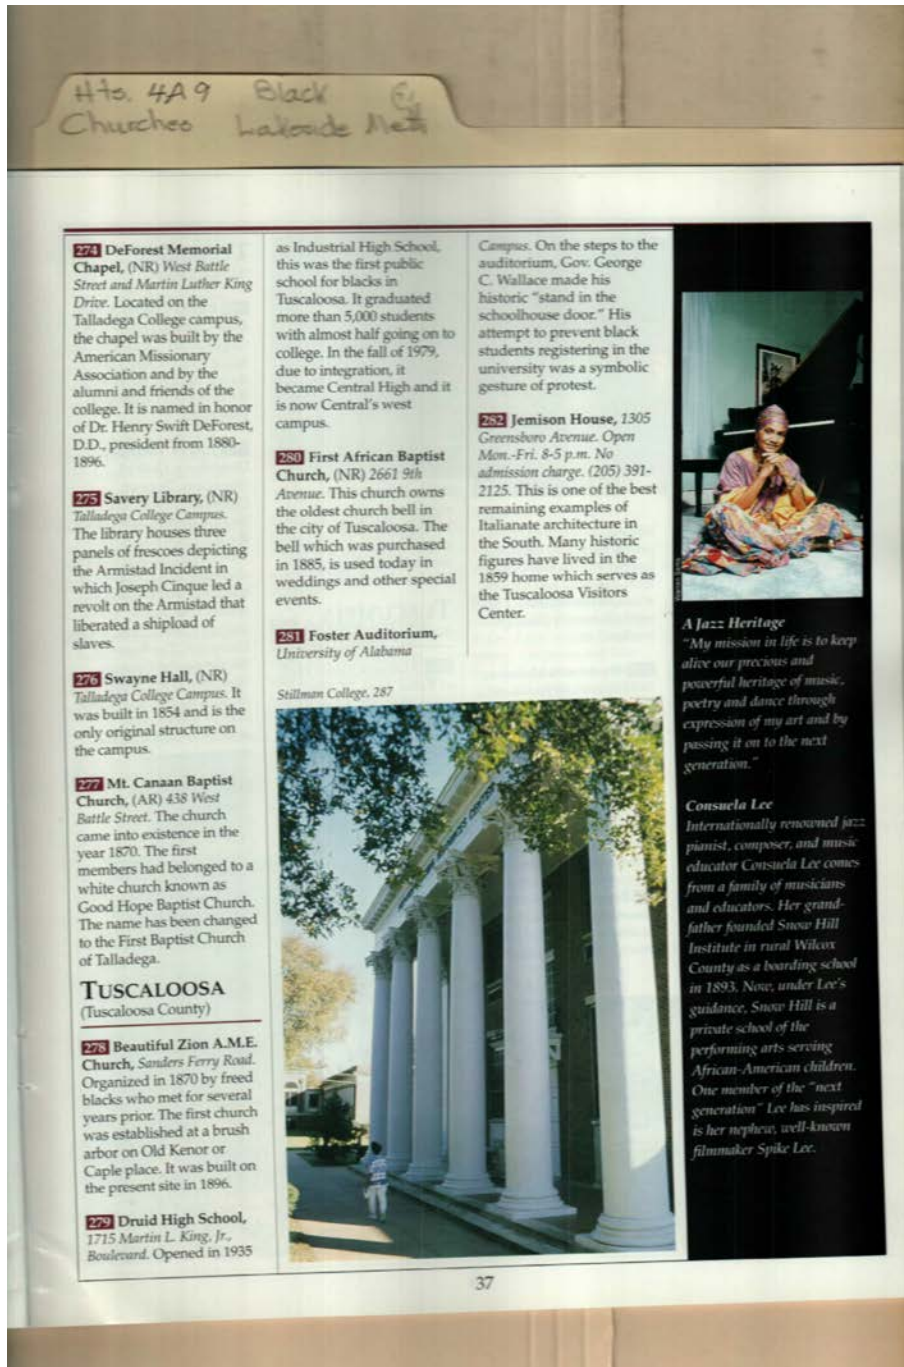 Hts. 4A9 Black
Churches Lakeside Meth
274 DeForest Memorial
Chapel, (NR) West Battle
Street and Martin Luther King
Drive. Located on the
Talladega College campus,
the chapel was built by the
American Missionary
Association and by the
alumni and friends of the
college. It is named in honor
of Dr. Henry Swift DeForest,
D.D., president from 1880-
1896.
275 Savery Library, (NR)
Talladega College Campus.
The library houses three
panels of frescoes depicting
the Armistad Incident in
which Joseph Cinque led a
revolt on the Armistad that
liberated a shipload of
slaves.
276 Swayne Hall, (NR)
Talladega College Campus. It
was built in 1854 and is the
only original structure on
the campus.
277 Mt. Canaan Baptist
Church, (AR) 438 West
Battle Street. The church
came into existence in the
year 1870. The first
members had belonged to a
white church known as
Good Hope Baptist Church.
The name has been changed
to the First Baptist Church
of Talladega.
TUSCALOOSA
(Tuscaloosa County)
278 Beautiful Zion A.M.E.
Church, Sanders Ferry Road.
Organized in 1870 by freed
blacks who met for several
years prior. The first church
was established at a brush
arbor on Old Kenor or
Caple place. It was built on
the present site in 1896.
279 Druid High School,
1715 Martin L. King, Jr.,
Boulevard. Opened in 1935
as Industrial High School,
this was the first public
school for blacks in
Tuscaloosa. It graduated
more than 5,000 students
with almost half going on to
college. In the fall of 1979,
due to integration, it
became Central High and it
is now Central's west
campus.
280 First African Baptist
Church, (NR) 2661 9th
Avenue. This church owns
the oldest church bell in
the city of Tuscaloosa. The
bell which was purchased
in 1885, is used today in
weddings and other special
events.
281 Foster Auditorium,
University of Alabama
Campus. On the steps to the
auditorium, Gov. George
C. Wallace made his
historic "stand in the
schoolhouse door." His
attempt to prevent black
students registering in the
university was a symbolic
gesture of protest.
282 Jemison House, 1305
Greensboro Avenue. Open
Mon.-Fri. 8-5 p.m. No
admission charge. (205) 391-
2125. This is one of the best
remaining examples of
Italianate architecture in
the South. Many historic
figures have lived in the
1859 home which serves as
the Tuscaloosa Visitors
Center.
Stillman College, 287
A Jazz Heritage
"My mission in life is to keep
alive our precious and
powerful heritage of music,
poetry and dance through
expression of my art and by
passing it on to the next
generation."
Consuela Lee
Internationally renowned jazz
pianist, composer, and music
educator Consuela Lee comes
from a family of musicians
and educators. Her grand-
father founded Snow Hill
Institute in rural Wilcox
County as a boarding school
in 1893. Now, under Lee's
guidance, Snow Hill is a
private school of the
performing arts serving
African-American children.
One member of the "next
generation" Lee has inspired
is her nephew, well-known
filmmaker Spike Lee.
37